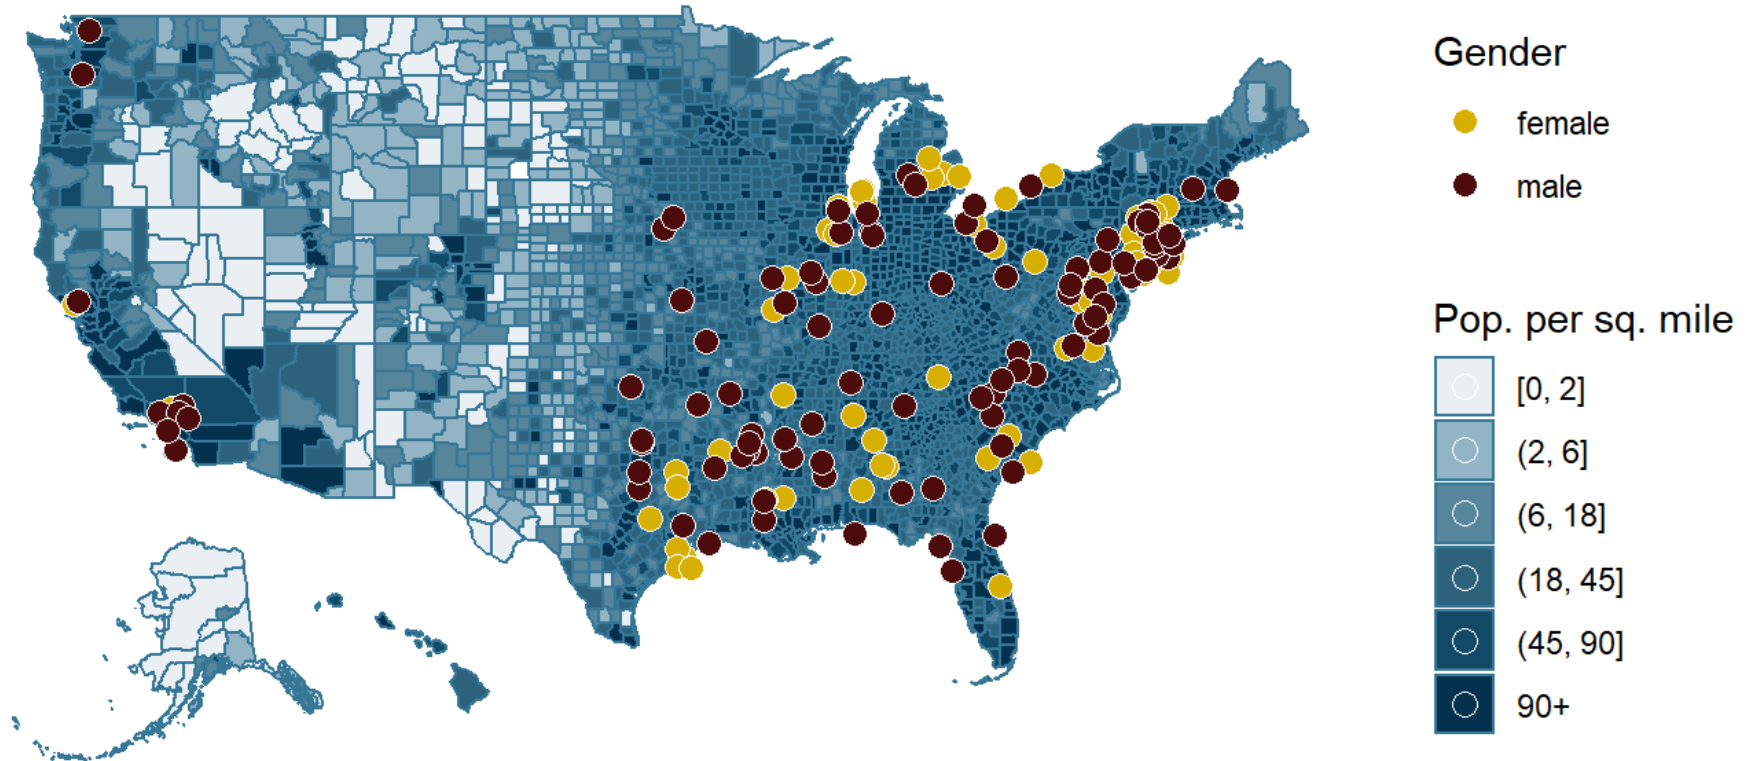 Gender
female
male
Pop. per sq. mile
[0, 2]
(2, 6]
(6, 18]
(18, 45]
(45, 90]
90+